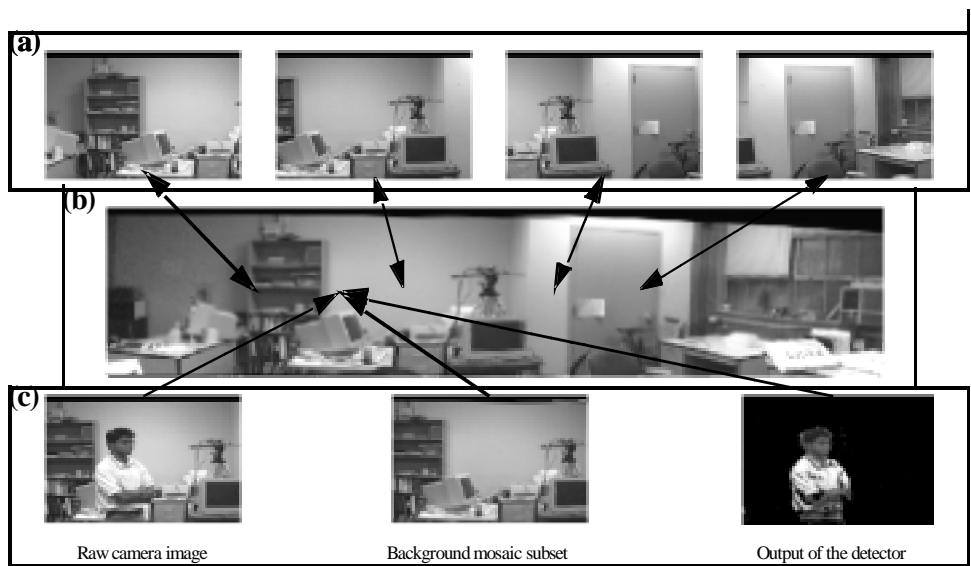 (a)
(b)
(c)
Raw camera image
Background mosaic subset
Output of the detector